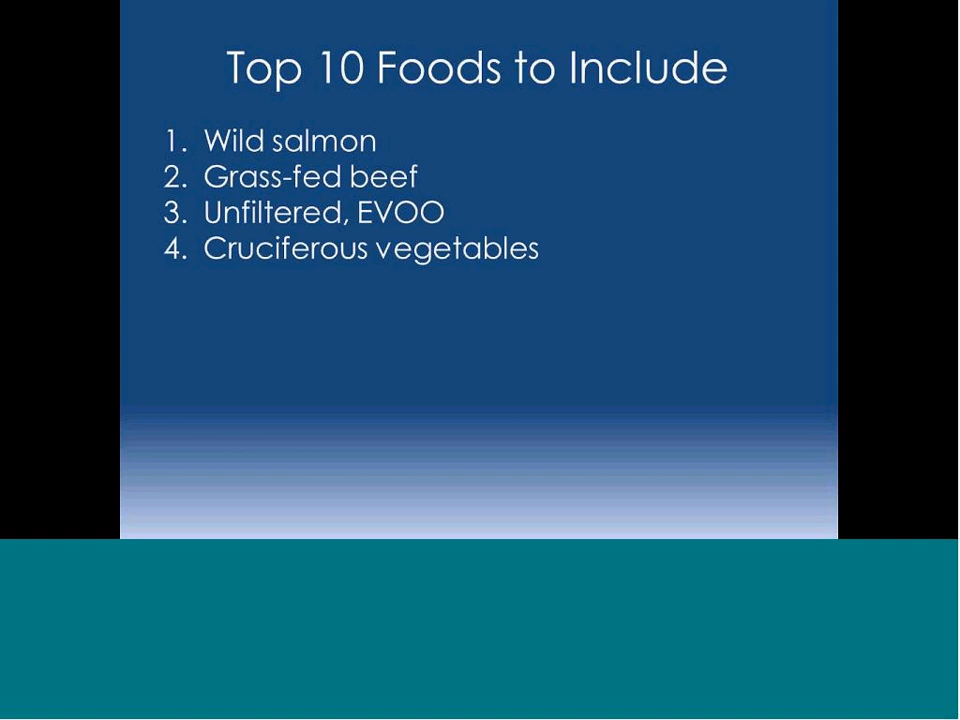 Top 10 Foods to Include
1. Wild salmon
2. Grass-fed beef
3. Unfiltered, EVOO
4. Cruciferous vegetables